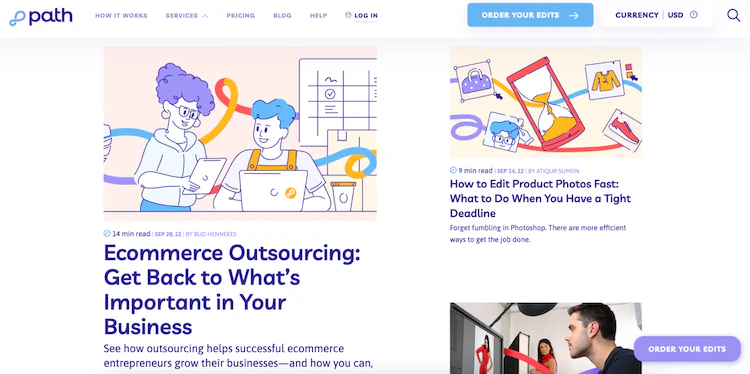 path
HOW IT WORKS
SERVICES
PRICING
BLOG
HELP
LOG IN
ORDER YOUR EDITS →
CURRENCY | USD
14 min read | SEP 28, 22 | BY BUD HENNEKES
Ecommerce Outsourcing:
Get Back to What's
Important in Your
Business
See how outsourcing helps successful ecommerce
entrepreneurs grow their businesses—and how you can,
9 min read | SEP 14, 22 | BY ATIQUR SUMON
How to Edit Product Photos Fast:
What to Do When You Have a Tight
Deadline
Forget fumbling in Photoshop. There are more efficient
ways to get the job done.
ORDER YOUR EDITS